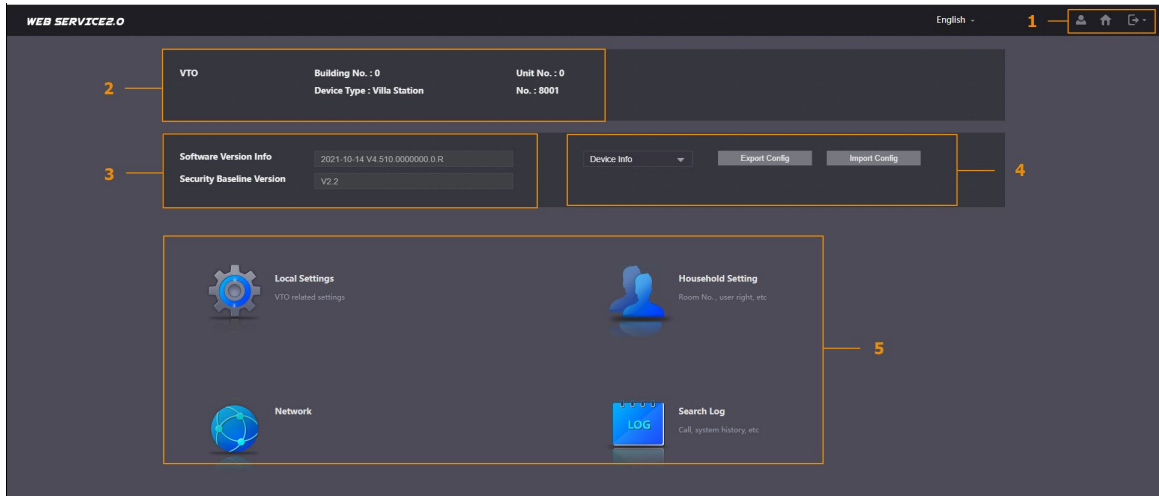 WEB SERVICE2.0
English
1
2
VTO
Building No. : 0
Unit No. : 0
Device Type : Villa Station
No. : 8001
3
Software Version Info
2021-10-14 V4.510.0000000.0.R
Security Baseline Version
V2.2
Device Info
Export Config
Import Config
4
Local Settings
VTO related settings
Household Setting
Room No. , user right, etc
5
Network
LOG
Search Log
Call, system history, etc